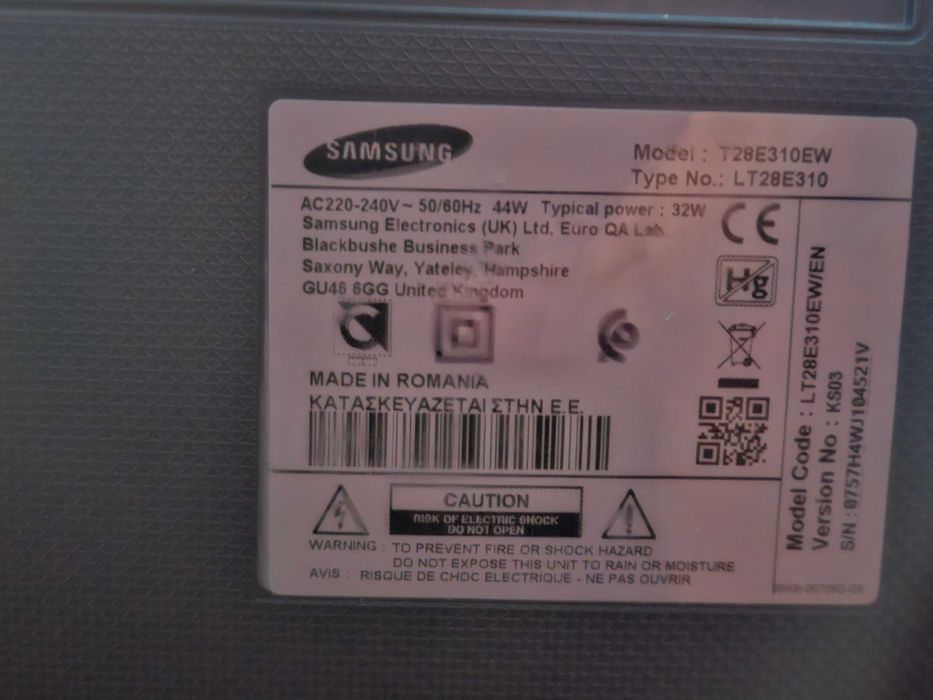 SAMSUNG
Model : T28E310EW
Type No.: LT28E310
AC220-240V~ 50/60Hz 44W Typical power : 32W
Samsung Electronics (UK) Ltd, Euro QA Lab.
Blackbushe Business Park
Saxony Way, Yateley, Hampshire
GU46 6GG United Kingdom
CE
Hg
MADE IN ROMANIA
ΚΑΤΑΣΚΕΥΑΖΕΤΑΙ ΣΤΗΝ Ε.Ε.
CAUTION
RISK OF ELECTRIC SHOCK
DO NOT OPEN
WARNING : TO PREVENT FIRE OR SHOCK HAZARD
DO NOT EXPOSE THIS UNIT TO RAIN OR MOISTURE
AVIS : RISQUE DE CHOC ELECTRIQUE - NE PAS OUVRIR
Model Code : LT28E310EW/EN
Version No : KS03
S/N : 0757H4WJ104521V